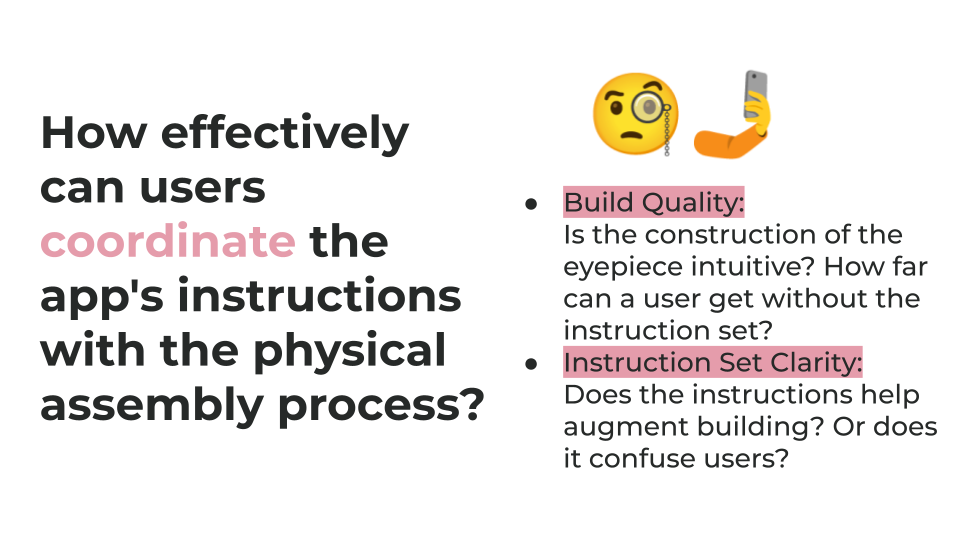 How effectively
can users
coordinate the
app's instructions
with the physical
assembly process?
● Build Quality:
Is the construction of the
eyepiece intuitive? How far
can a user get without the
instruction set?
● Instruction Set Clarity:
Does the instructions help
augment building? Or does
it confuse users?